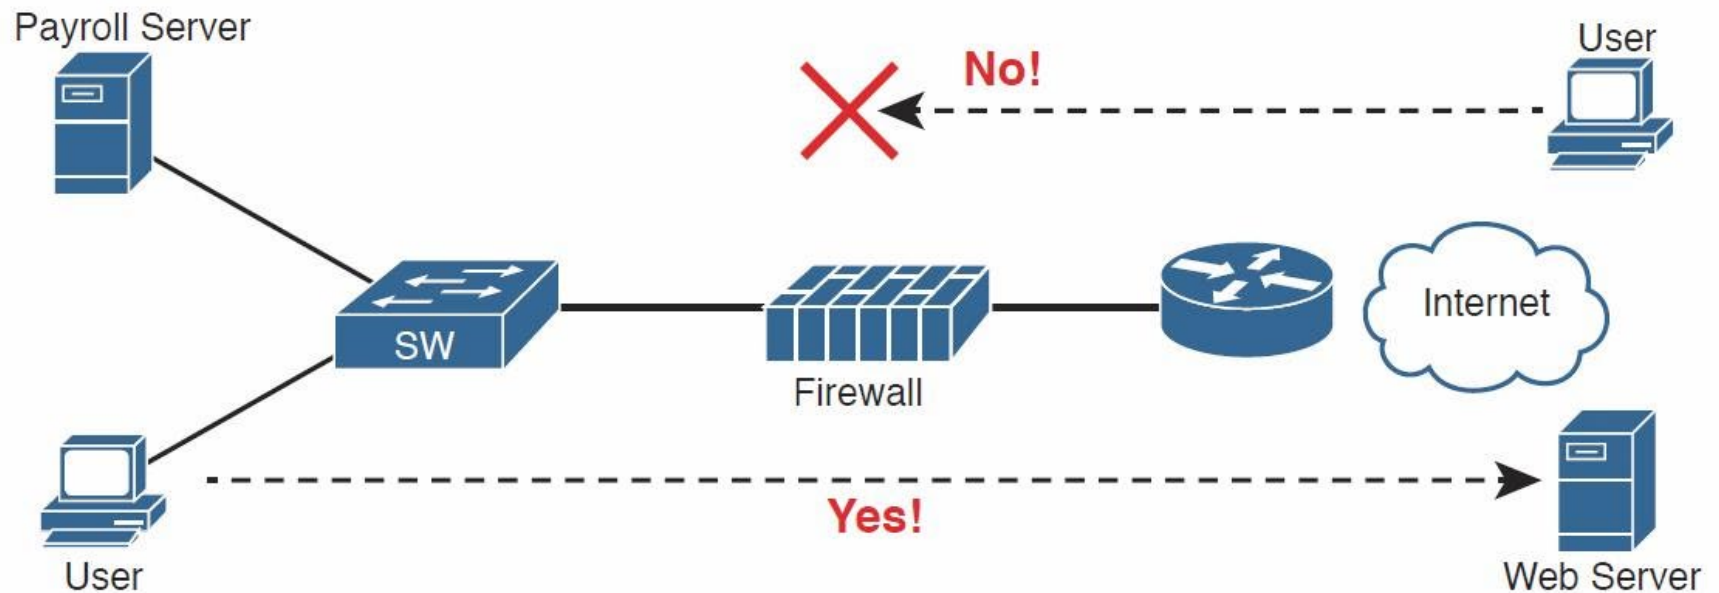 Payroll Server
User
No!
SW
Firewall
Internet
Yes!
User
Web Server